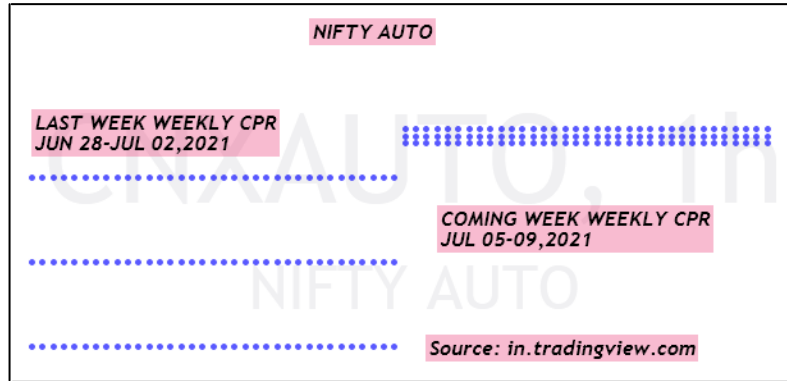 NIFTY AUTO
LAST WEEK WEEKLY CPR
JUN 28-JUL 02,2021
CNXAUTO, 1h
COMING WEEK WEEKLY CPR
JUL 05-09,2021
NIFTY AUTO
Source: in.tradingview.com